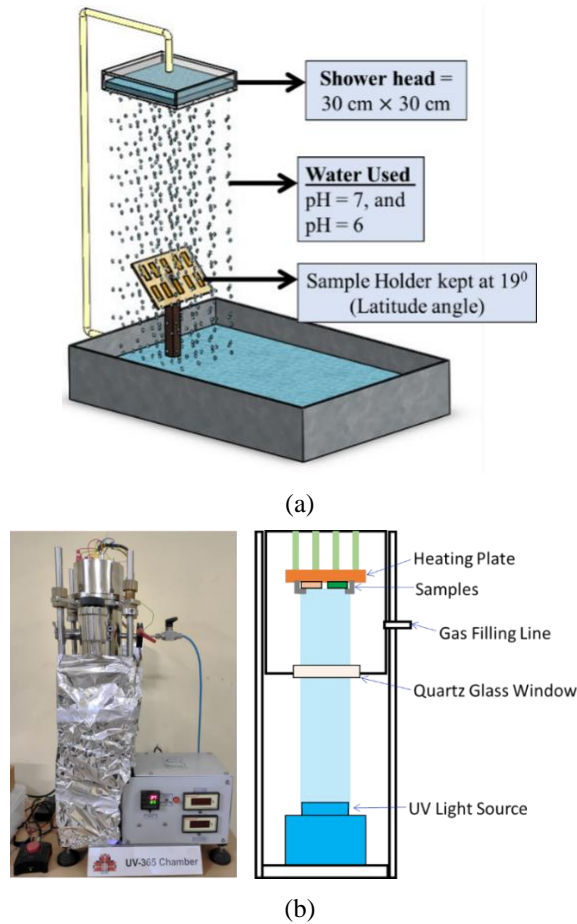 Shower head =
30 cm × 30 cm
Water Used
pH = 7, and
pH = 6
Sample Holder kept at 19⁰
(Latitude angle)
(a)
Heating Plate
Samples
Gas Filling Line
Quartz Glass Window
UV Light Source
UV-365 Chamber
(b)